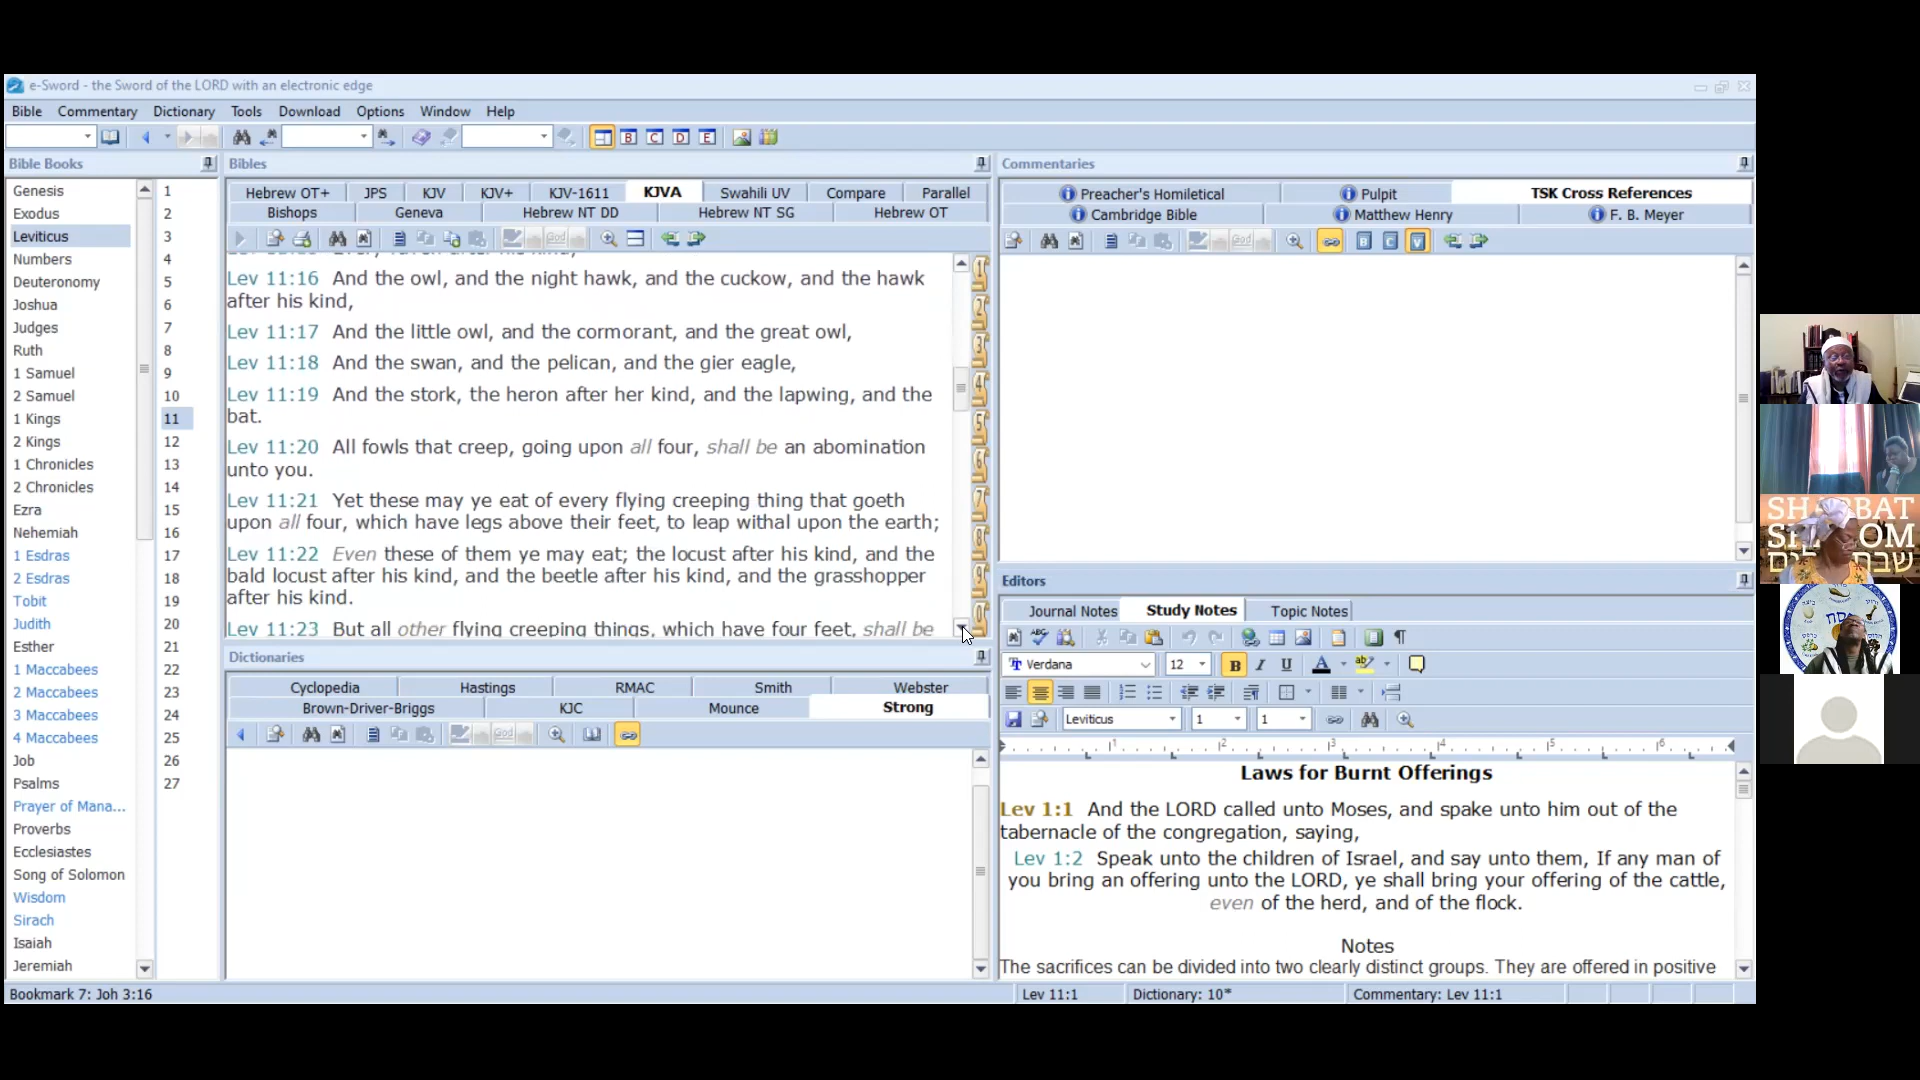 e-Sword - the Sword of the LORD with an electronic edge
Bible Commentary Dictionary Tools Download Options Window Help
Bible Books
Genesis
Exodus
Leviticus
Numbers
Deuteronomy
Joshua
Judges
Ruth
1 Samuel
2 Samuel
1 Kings
2 Kings
1 Chronicles
2 Chronicles
Ezra
Nehemiah
1 Esdras
2 Esdras
Tobit
Judith
Esther
1 Maccabees
2 Maccabees
3 Maccabees
4 Maccabees
Job
Psalms
Prayer of Mana...
Proverbs
Ecclesiastes
Song of Solomon
Wisdom
Sirach
Isaiah
Jeremiah
1
2
3
4
5
6
7
8
9
10
11
12
13
14
15
16
17
18
19
20
21
22
23
24
25
26
27
Bibles
Hebrew OT+ JPS KJV KJV+ KJV-1611 KJVA Swahili UV Compare Parallel
Bishops Geneva Hebrew NT DD Hebrew NT SG Hebrew OT
Lev 11:16 And the owl, and the night hawk, and the cuckow, and the hawk
after his kind,
Lev 11:17 And the little owl, and the cormorant, and the great owl,
Lev 11:18 And the swan, and the pelican, and the gier eagle,
Lev 11:19 And the stork, the heron after her kind, and the lapwing, and the
bat.
Lev 11:20 All fowls that creep, going upon all four, shall be an abomination
unto you.
Lev 11:21 Yet these may ye eat of every flying creeping thing that goeth
upon all four, which have legs above their feet, to leap withal upon the earth;
Lev 11:22 Even these of them ye may eat; the locust after his kind, and the
bald locust after his kind, and the beetle after his kind, and the grasshopper
after his kind.
Lev 11:23 But all other flying creeping things, which have four feet, shall be
Dictionaries
Cyclopedia Hastings RMAC Smith Webster
Brown-Driver-Briggs KJC Mounce Strong
Commentaries
Preacher's Homiletical Pulpit TSK Cross References
Cambridge Bible Matthew Henry F. B. Meyer
Editors
Journal Notes Study Notes Topic Notes
Verdana 12 B I U A ab
Leviticus 1 1
1 2 3 4 5 6
Laws for Burnt Offerings
Lev 1:1 And the LORD called unto Moses, and spake unto him out of the
tabernacle of the congregation, saying,
Lev 1:2 Speak unto the children of Israel, and say unto them, If any man of
you bring an offering unto the LORD, ye shall bring your offering of the cattle,
even of the herd, and of the flock.
Notes
The sacrifices can be divided into two clearly distinct groups. They are offered in positive
Bookmark 7: Joh 3:16 Lev 11:1 Dictionary: 10* Commentary: Lev 11:1